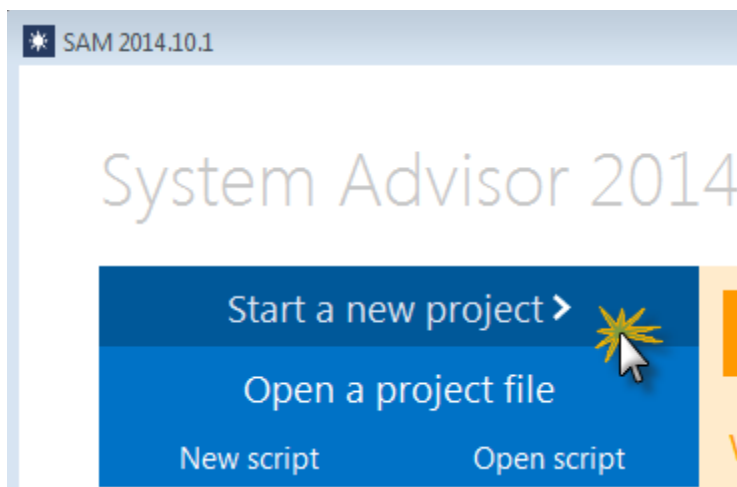 SAM 2014.10.1
System Advisor 2014
Start a new project >
Open a project file
New script Open script